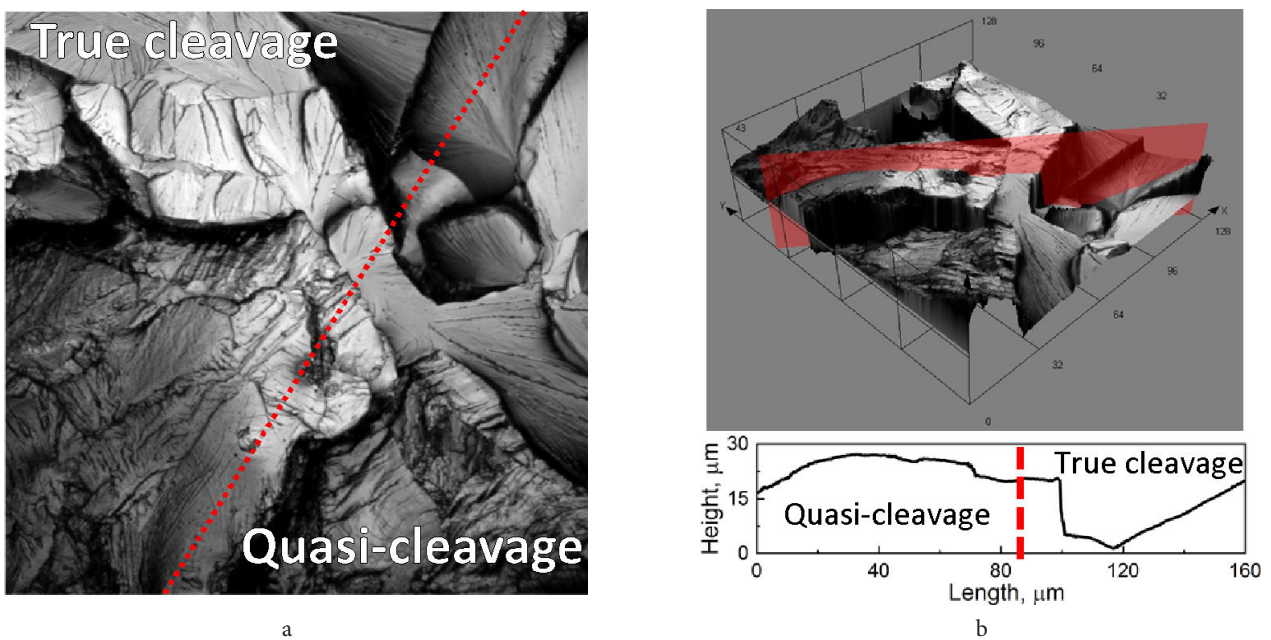 True cleavage
Quasi-cleavage
a
128
96
64
32
43
Y
X
128
96
64
32
0
30
15
0
Height, μm
True cleavage
Quasi-cleavage
0 40 80 120 160
Length, μm
b